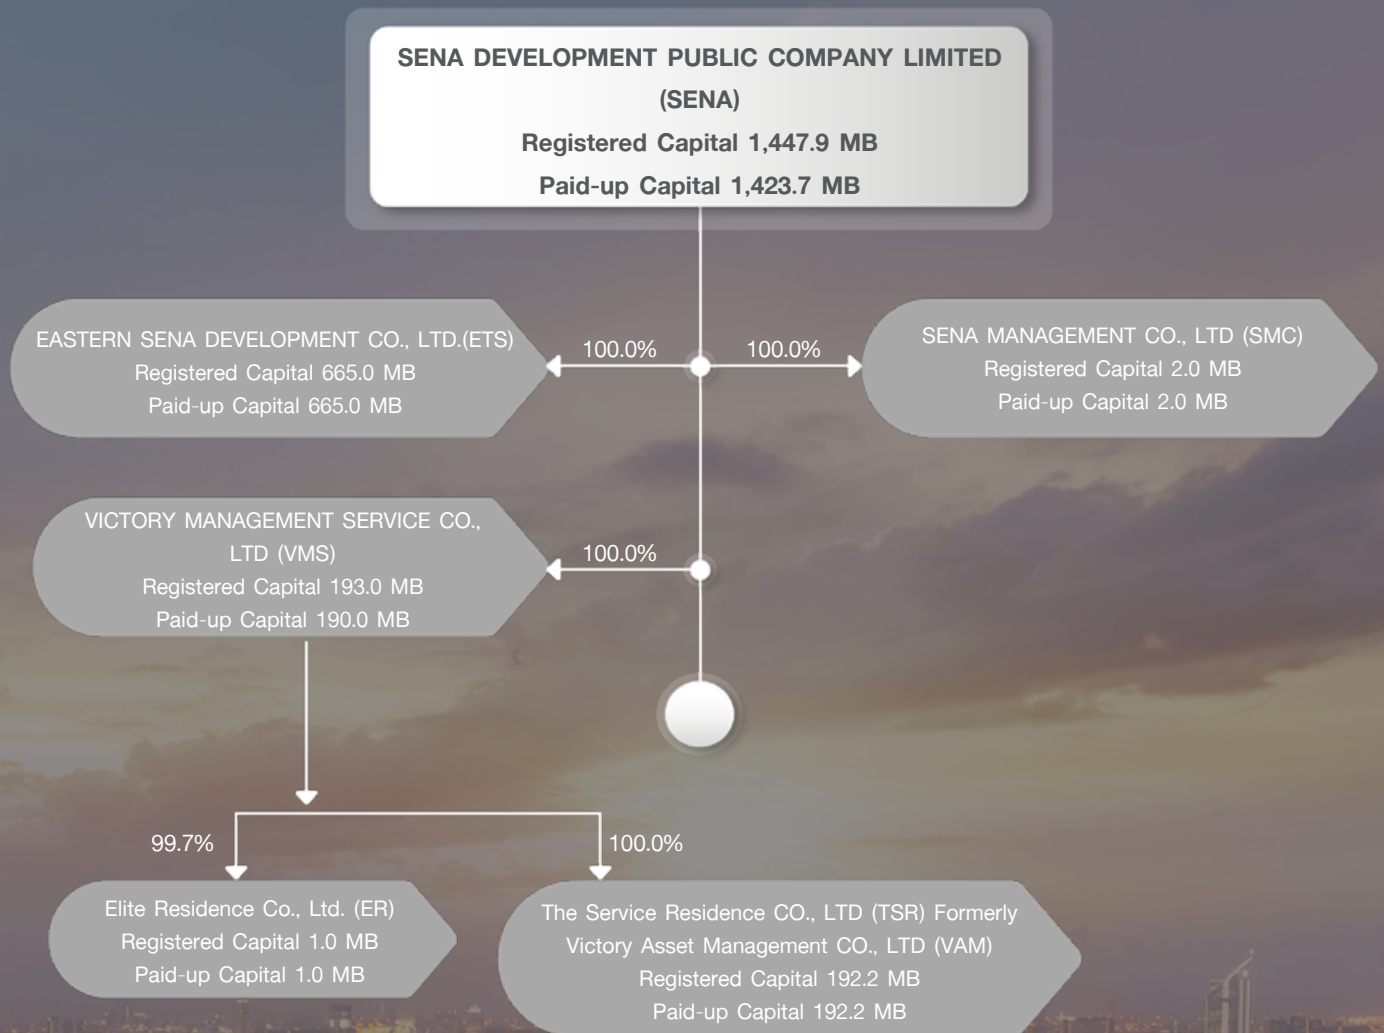 SENA DEVELOPMENT PUBLIC COMPANY LIMITED
(SENA)
Registered Capital 1,447.9 MB
Paid-up Capital 1,423.7 MB
EASTERN SENA DEVELOPMENT CO., LTD.(ETS)
Registered Capital 665.0 MB
Paid-up Capital 665.0 MB
100.0%
100.0%
SENA MANAGEMENT CO., LTD (SMC)
Registered Capital 2.0 MB
Paid-up Capital 2.0 MB
VICTORY MANAGEMENT SERVICE CO.,
LTD (VMS)
Registered Capital 193.0 MB
Paid-up Capital 190.0 MB
100.0%
99.7%
100.0%
Elite Residence Co., Ltd. (ER)
Registered Capital 1.0 MB
Paid-up Capital 1.0 MB
The Service Residence CO., LTD (TSR) Formerly
Victory Asset Management CO., LTD (VAM)
Registered Capital 192.2 MB
Paid-up Capital 192.2 MB